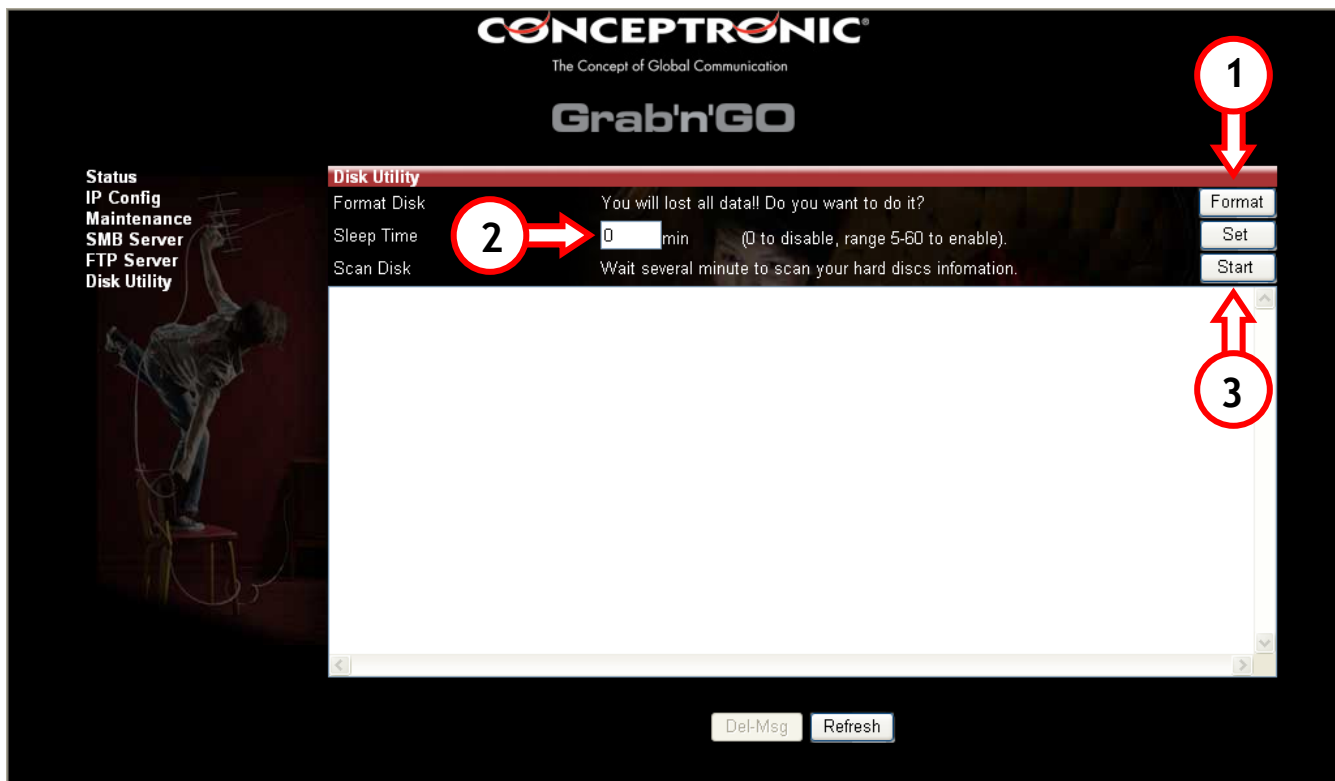 CONCEPTRONIC®
The Concept of Global Communication
Grab'n'GO
1
Status
IP Config
Maintenance
SMB Server
FTP Server
Disk Utility
Disk Utility
Format Disk You will lost all data!! Do you want to do it? Format
Sleep Time 2 0 min (0 to disable, range 5-60 to enable). Set
Scan Disk Wait several minute to scan your hard discs infomation. Start
3
Del-Msg Refresh